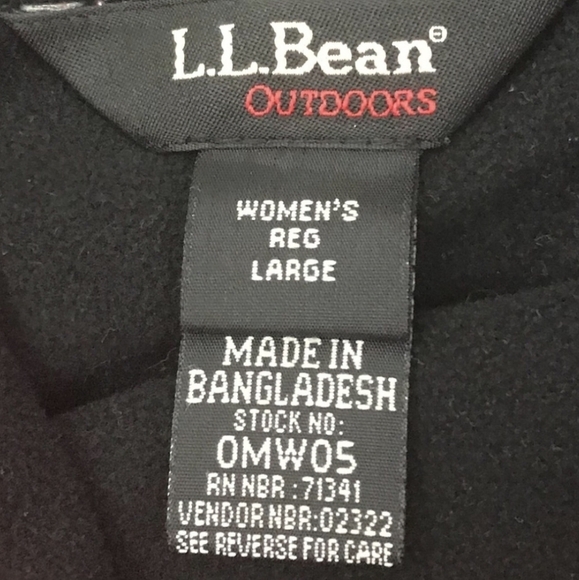 L.L.Bean®
OUTDOORS
WOMEN'S
REG
LARGE
MADE IN
BANGLADESH
STOCK NO:
0MW05
RN NBR :71341
VENDOR NBR:02322
SEE REVERSE FOR CARE